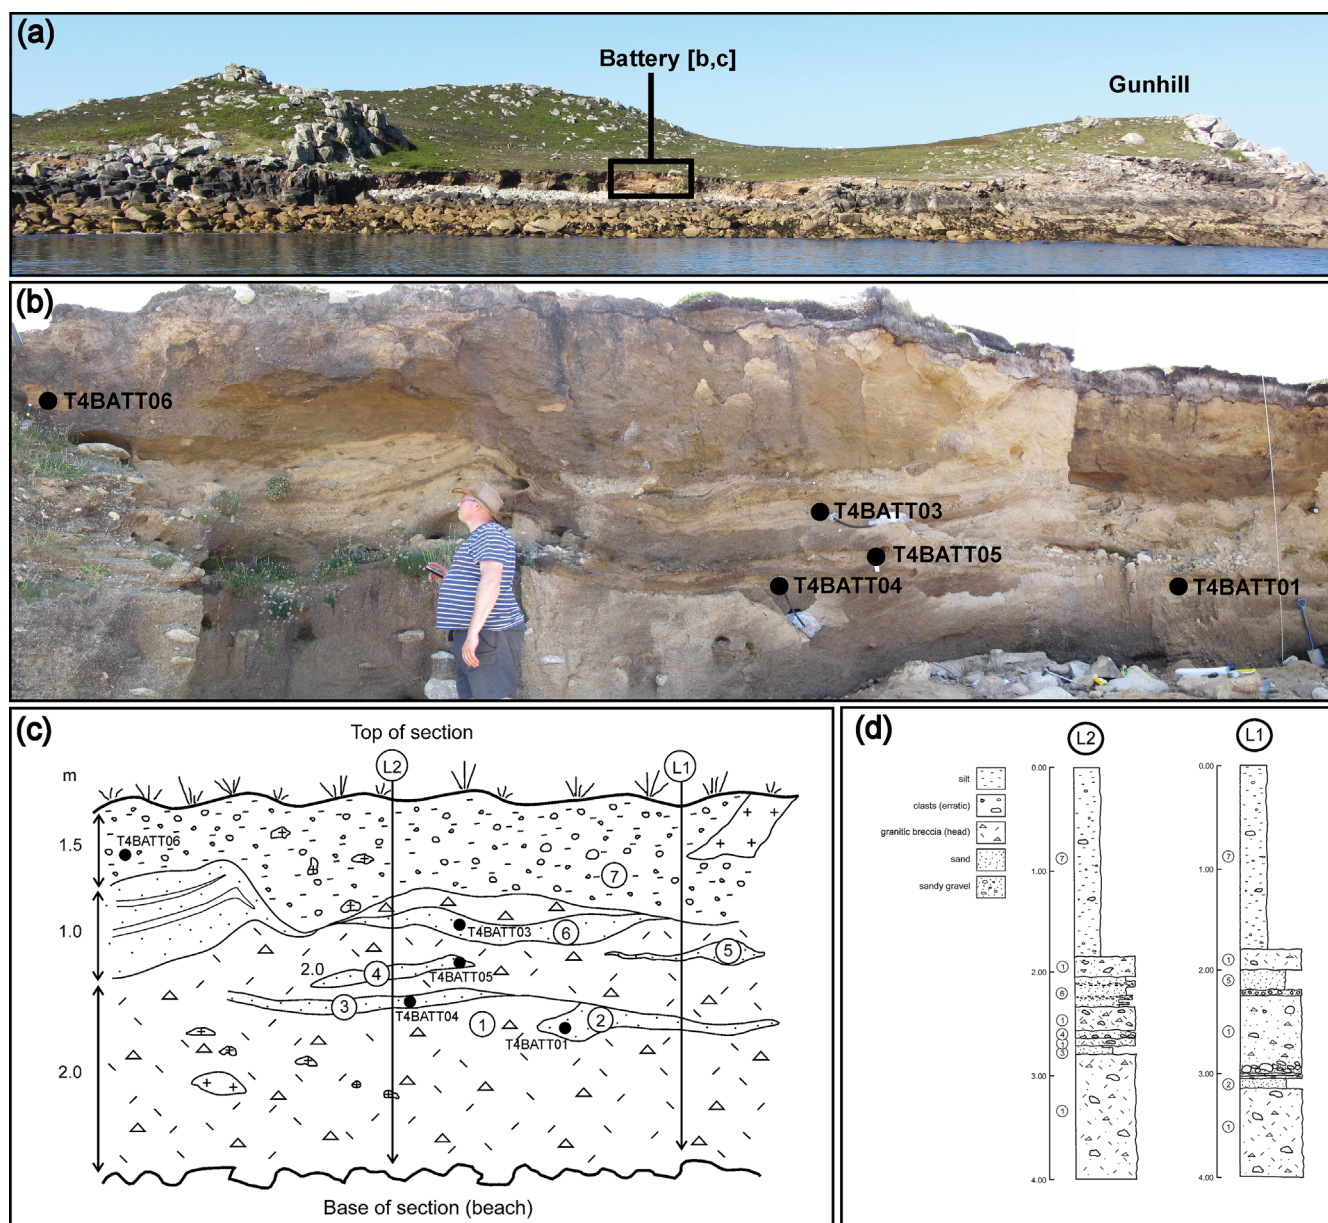 (a)
Battery [b,c]
Gunhill
(b)
T4BATT06
T4BATT03
T4BATT05
T4BATT04
T4BATT01
(c)
Top of section
m
L2
L1
1.5
T4BATT06
7
1.0
T4BATT03
6
5
2.0
4
T4BATT05
3
T4BATT04
1
2
T4BATT01
2.0
Base of section (beach)
(d)
L2
L1
silt
clasts (erratic)
granitic breccia (head)
sand
sandy gravel
0.00
7
1.00
1
2.00
6
1
4
1
3
3.00
1
4.00
0.00
7
1.00
1
2.00
5
1
3.00
2
1
4.00